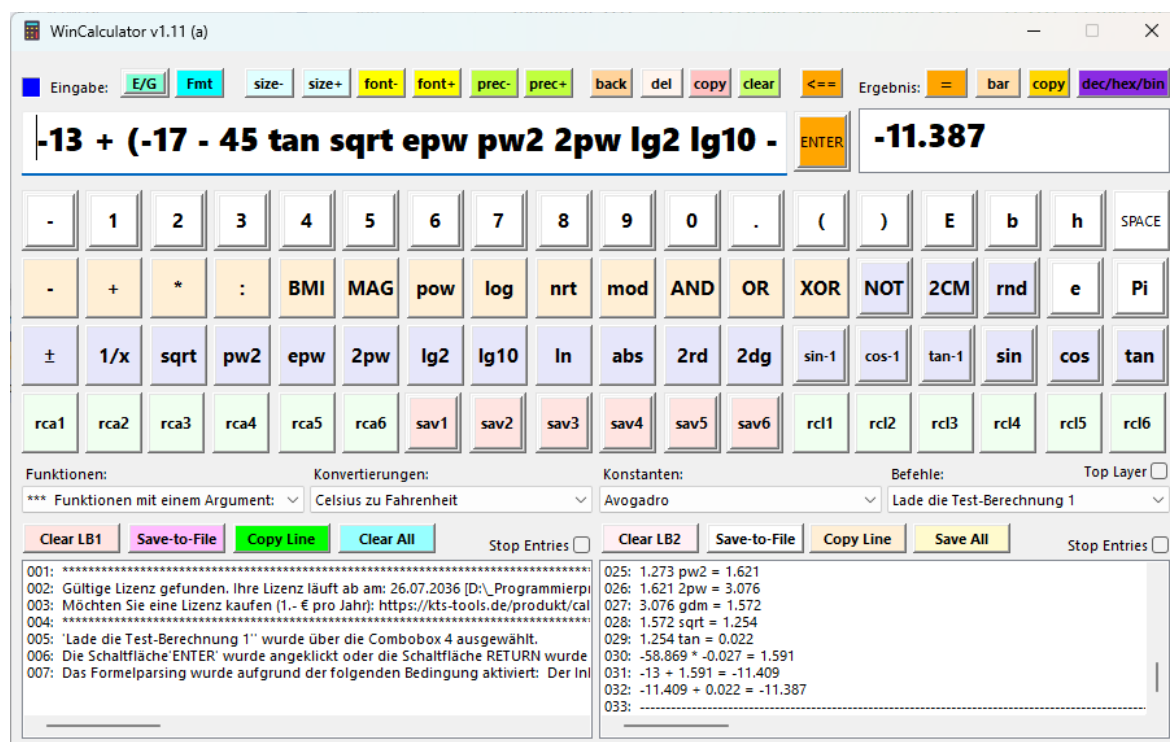 WinCalculator v1.11 (a)
Eingabe: E/G Fmt size- size+ font- font+ prec- prec+ back del copy clear <== Ergebnis: = bar copy dec/hex/bin
-13 + (-17 - 45 tan sqrt epw pw2 2pw lg2 lg10 - ENTER -11.387
- 1 2 3 4 5 6 7 8 9 0 . ( ) E b h SPACE
- + * : BMI MAG pow log nrt mod AND OR XOR NOT 2CM rnd e Pi
± 1/x sqrt pw2 epw 2pw lg2 lg10 ln abs 2rd 2dg sin-1 cos-1 tan-1 sin cos tan
rca1 rca2 rca3 rca4 rca5 rca6 sav1 sav2 sav3 sav4 sav5 sav6 rcl1 rcl2 rcl3 rcl4 rcl5 rcl6
Funktionen: Konvertierungen: Konstanten: Befehle: Top Layer
*** Funktionen mit einem Argument: Celsius zu Fahrenheit Avogadro Lade die Test-Berechnung 1
Clear LB1 Save-to-File Copy Line Clear All Stop Entries Clear LB2 Save-to-File Copy Line Save All Stop Entries
001: ************************************************************
002: Gültige Lizenz gefunden. Ihre Lizenz läuft ab am: 26.07.2036 [D:\_Programmierpr
003: Möchten Sie eine Lizenz kaufen (1.- € pro Jahr): https://kts-tools.de/produkt/cal
004: ************************************************************
005: 'Lade die Test-Berechnung 1'' wurde über die Combobox 4 ausgewählt.
006: Die Schaltfläche'ENTER' wurde angeklickt oder die Schaltfläche RETURN wurde
007: Das Formelparsing wurde aufgrund der folgenden Bedingung aktiviert: Der Inl
025: 1.273 pw2 = 1.621
026: 1.621 2pw = 3.076
027: 3.076 gdm = 1.572
028: 1.572 sqrt = 1.254
029: 1.254 tan = 0.022
030: -58.869 * -0.027 = 1.591
031: -13 + 1.591 = -11.409
032: -11.409 + 0.022 = -11.387
033: ------------------------------------------------------------